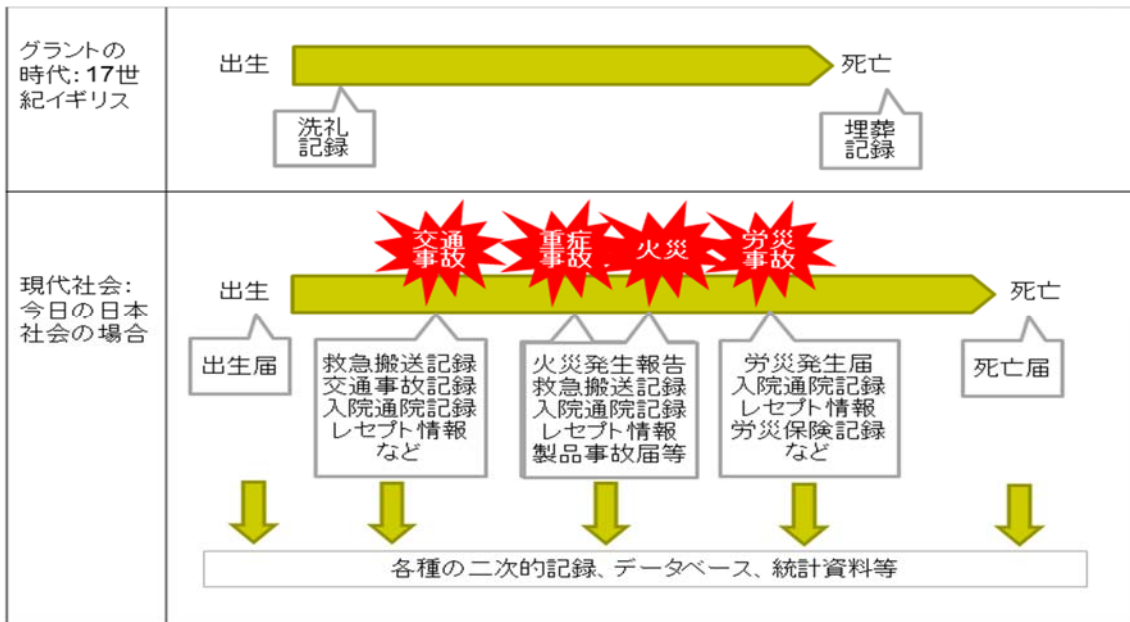 グラントの
時代：17世
紀イギリス
出生
死亡
洗礼
記録
埋葬
記録
現代社会：
今日の日本
社会の場合
交通
事故
重症
事故
火災
労災
事故
出生
死亡
出生届
救急搬送記録
交通事故記録
入院通院記録
レセプト情報
など
火災発生報告
救急搬送記録
入院通院記録
レセプト情報
製品事故届等
労災発生届
入院通院記録
レセプト情報
労災保険記録
など
死亡届
各種の二次的記録、データベース、統計資料等